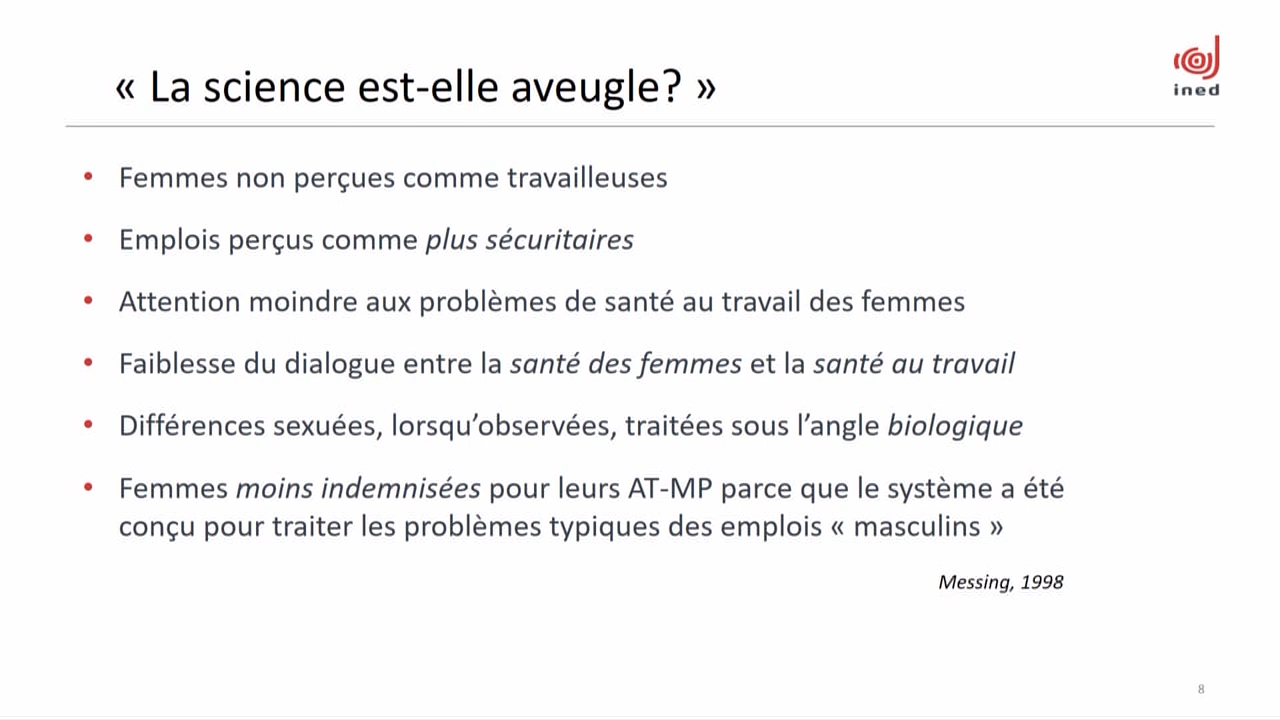 « La science est-elle aveugle? »
ined
• Femmes non perçues comme travailleuses
• Emplois perçus comme plus sécuritaires
• Attention moindre aux problèmes de santé au travail des femmes
• Faiblesse du dialogue entre la santé des femmes et la santé au travail
• Différences sexuées, lorsqu’observées, traitées sous l’angle biologique
• Femmes moins indemnisées pour leurs AT-MP parce que le système a été
conçu pour traiter les problèmes typiques des emplois « masculins »
Messing, 1998
8